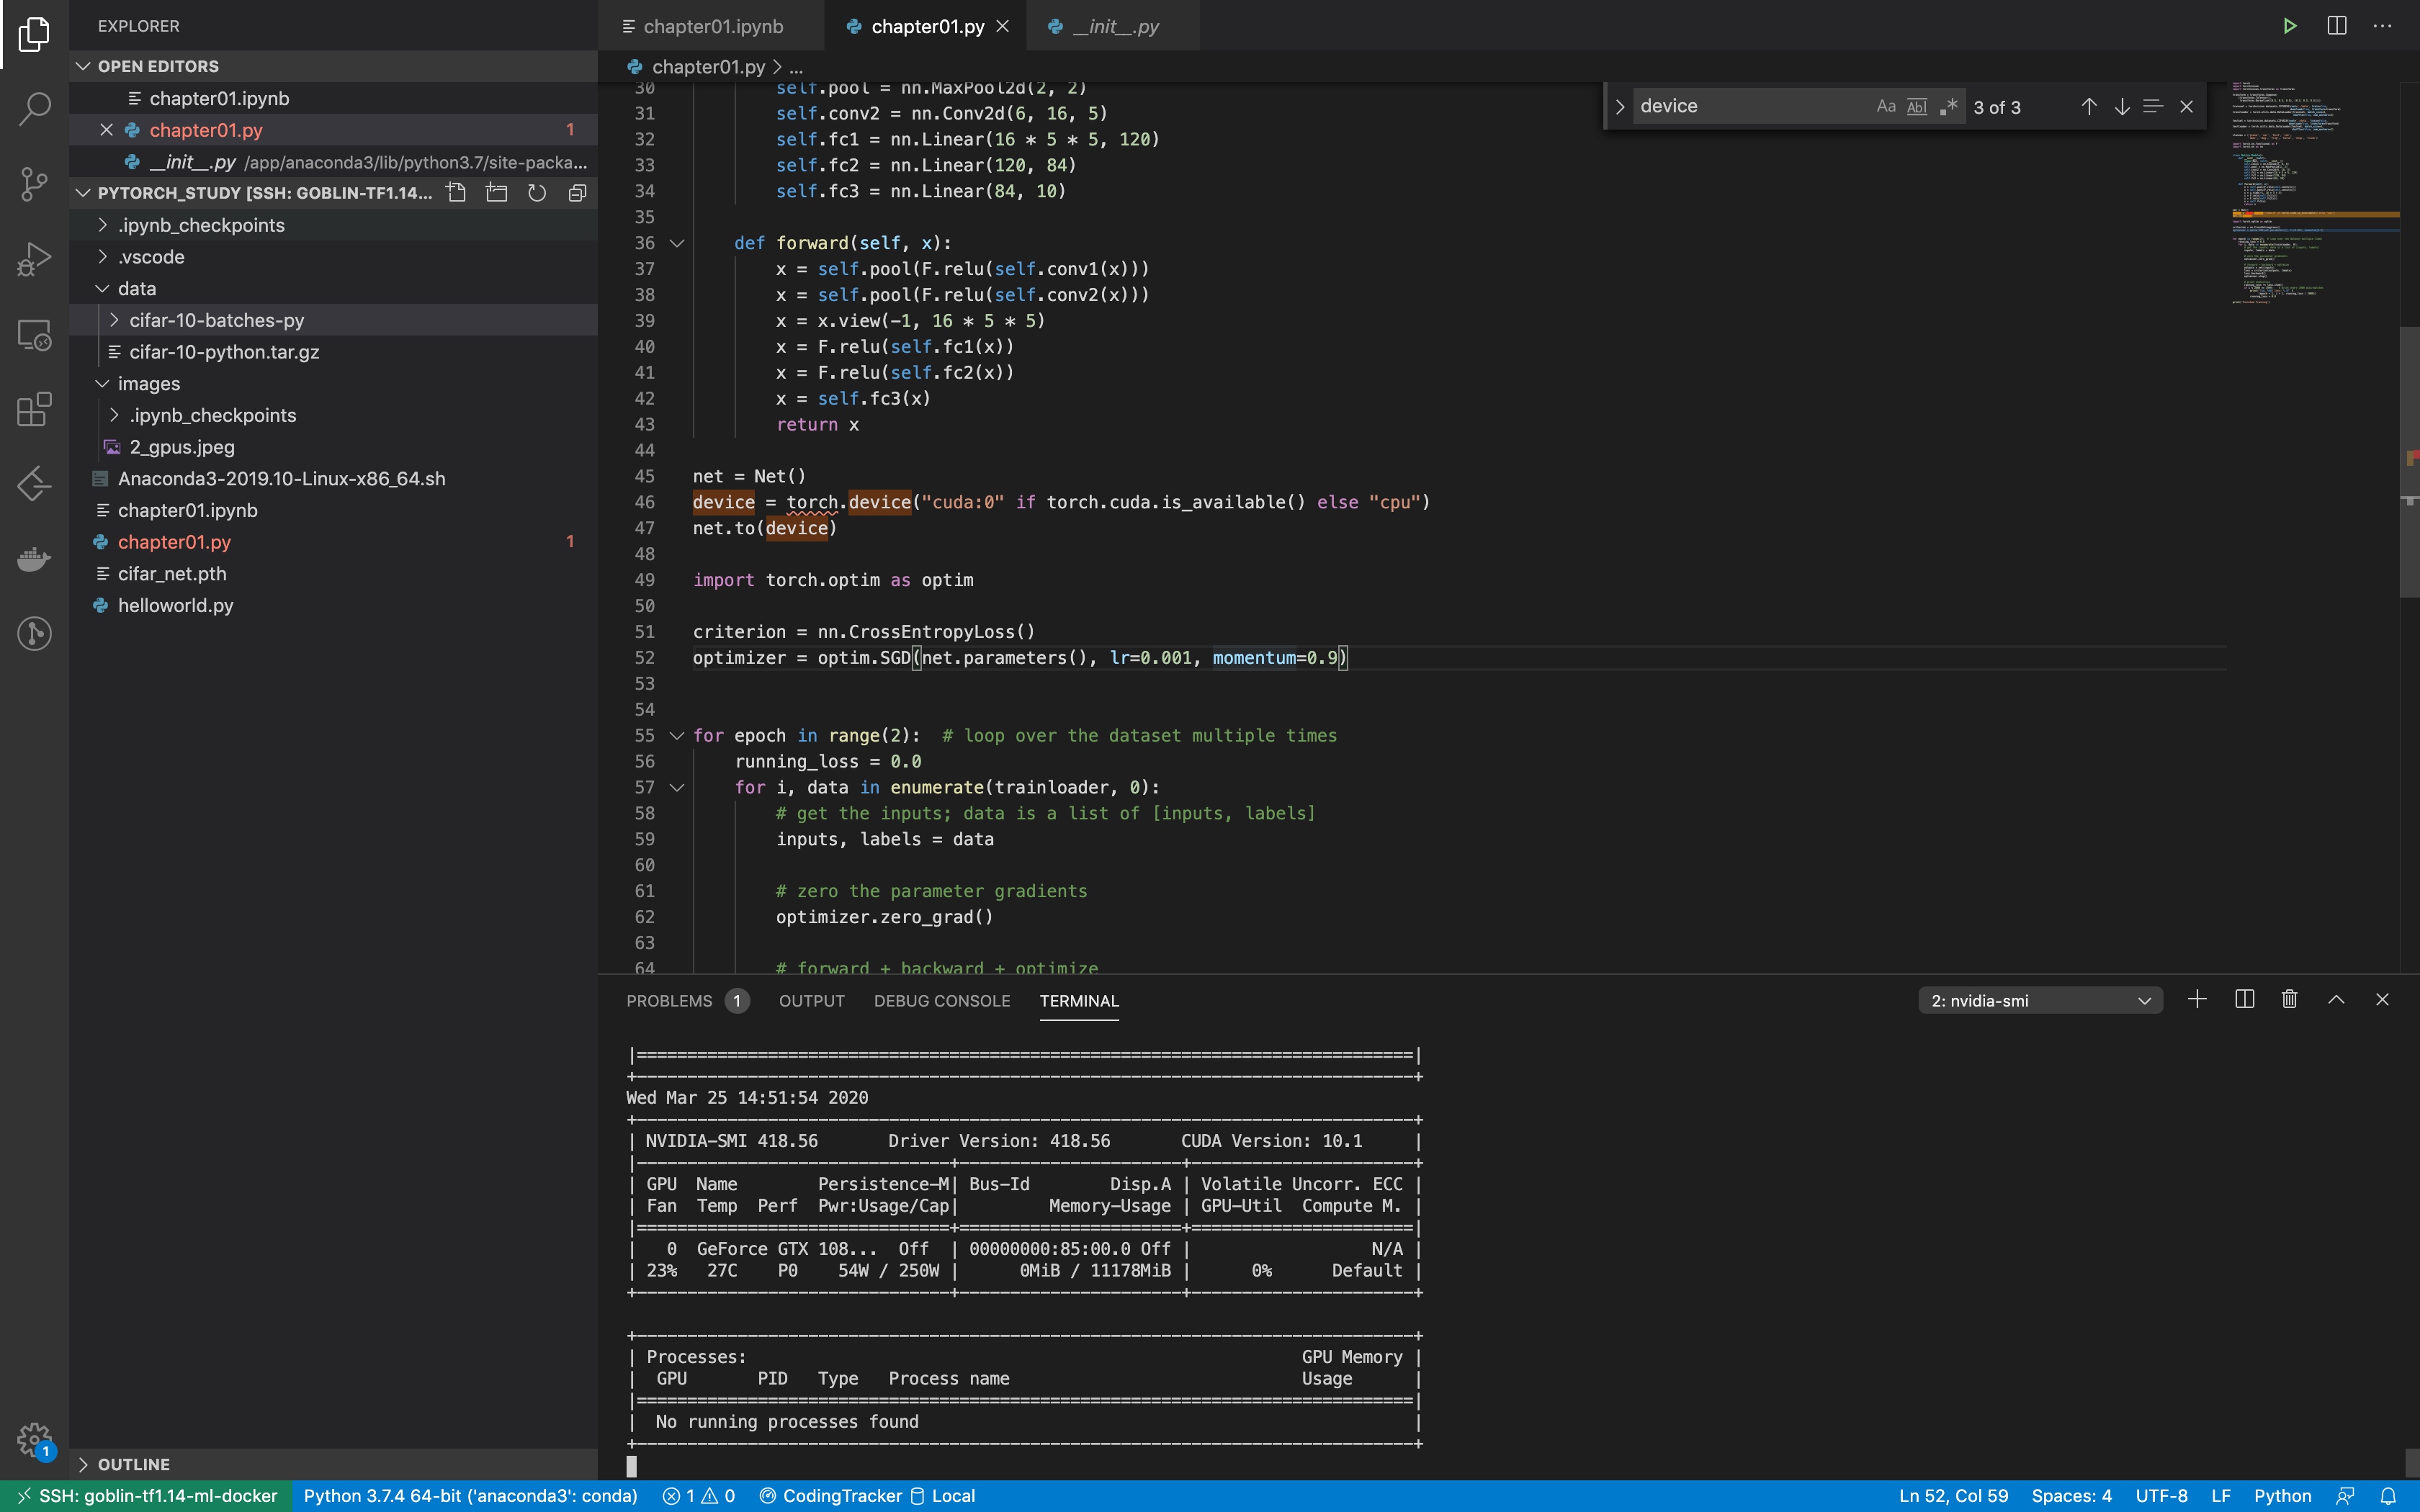 EXPLORER
OPEN EDITORS
chapter01.ipynb
chapter01.py 1
__init__.py /app/anaconda3/lib/python3.7/site-packa...
PYTORCH_STUDY [SSH: GOBLIN-TF1.14...
.ipynb_checkpoints
.vscode
data
cifar-10-batches-py
cifar-10-python.tar.gz
images
.ipynb_checkpoints
2_gpus.jpeg
Anaconda3-2019.10-Linux-x86_64.sh
chapter01.ipynb
chapter01.py 1
cifar_net.pth
helloworld.py
OUTLINE
1
chapter01.ipynb chapter01.py __init__.py
chapter01.py > ...
device Aa Abl .* 3 of 3
30 self.pool = nn.MaxPool2d(2, 2)
31 self.conv2 = nn.Conv2d(6, 16, 5)
32 self.fc1 = nn.Linear(16 * 5 * 5, 120)
33 self.fc2 = nn.Linear(120, 84)
34 self.fc3 = nn.Linear(84, 10)
35
36 def forward(self, x):
37 x = self.pool(F.relu(self.conv1(x)))
38 x = self.pool(F.relu(self.conv2(x)))
39 x = x.view(-1, 16 * 5 * 5)
40 x = F.relu(self.fc1(x))
41 x = F.relu(self.fc2(x))
42 x = self.fc3(x)
43 return x
44
45 net = Net()
46 device = torch.device("cuda:0" if torch.cuda.is_available() else "cpu")
47 net.to(device)
48
49 import torch.optim as optim
50
51 criterion = nn.CrossEntropyLoss()
52 optimizer = optim.SGD(net.parameters(), lr=0.001, momentum=0.9)
53
54
55 for epoch in range(2):  # loop over the dataset multiple times
56 running_loss = 0.0
57 for i, data in enumerate(trainloader, 0):
58 # get the inputs; data is a list of [inputs, labels]
59 inputs, labels = data
60
61 # zero the parameter gradients
62 optimizer.zero_grad()
63
64 # forward + backward + optimize
PROBLEMS 1 OUTPUT DEBUG CONSOLE TERMINAL 2: nvidia-smi
|=============================================================================|
+-----------------------------------------------------------------------------+
Wed Mar 25 14:51:54 2020
+-----------------------------------------------------------------------------+
| NVIDIA-SMI 418.56       Driver Version: 418.56       CUDA Version: 10.1     |
|-------------------------------+----------------------+----------------------+
| GPU  Name        Persistence-M| Bus-Id        Disp.A | Volatile Uncorr. ECC |
| Fan  Temp  Perf  Pwr:Usage/Cap|         Memory-Usage | GPU-Util  Compute M. |
|===============================+======================+======================|
|   0  GeForce GTX 108...  Off  | 00000000:85:00.0 Off |                  N/A |
| 23%   27C    P0    54W / 250W |      0MiB / 11178MiB |      0%      Default |
+-------------------------------+----------------------+----------------------+
+-----------------------------------------------------------------------------+
| Processes:                                                       GPU Memory |
|  GPU       PID   Type   Process name                             Usage      |
|=============================================================================|
|  No running processes found                                                 |
+-----------------------------------------------------------------------------+
SSH: goblin-tf1.14-ml-docker Python 3.7.4 64-bit ('anaconda3': conda) 1 0 CodingTracker Local Ln 52, Col 59 Spaces: 4 UTF-8 LF Python